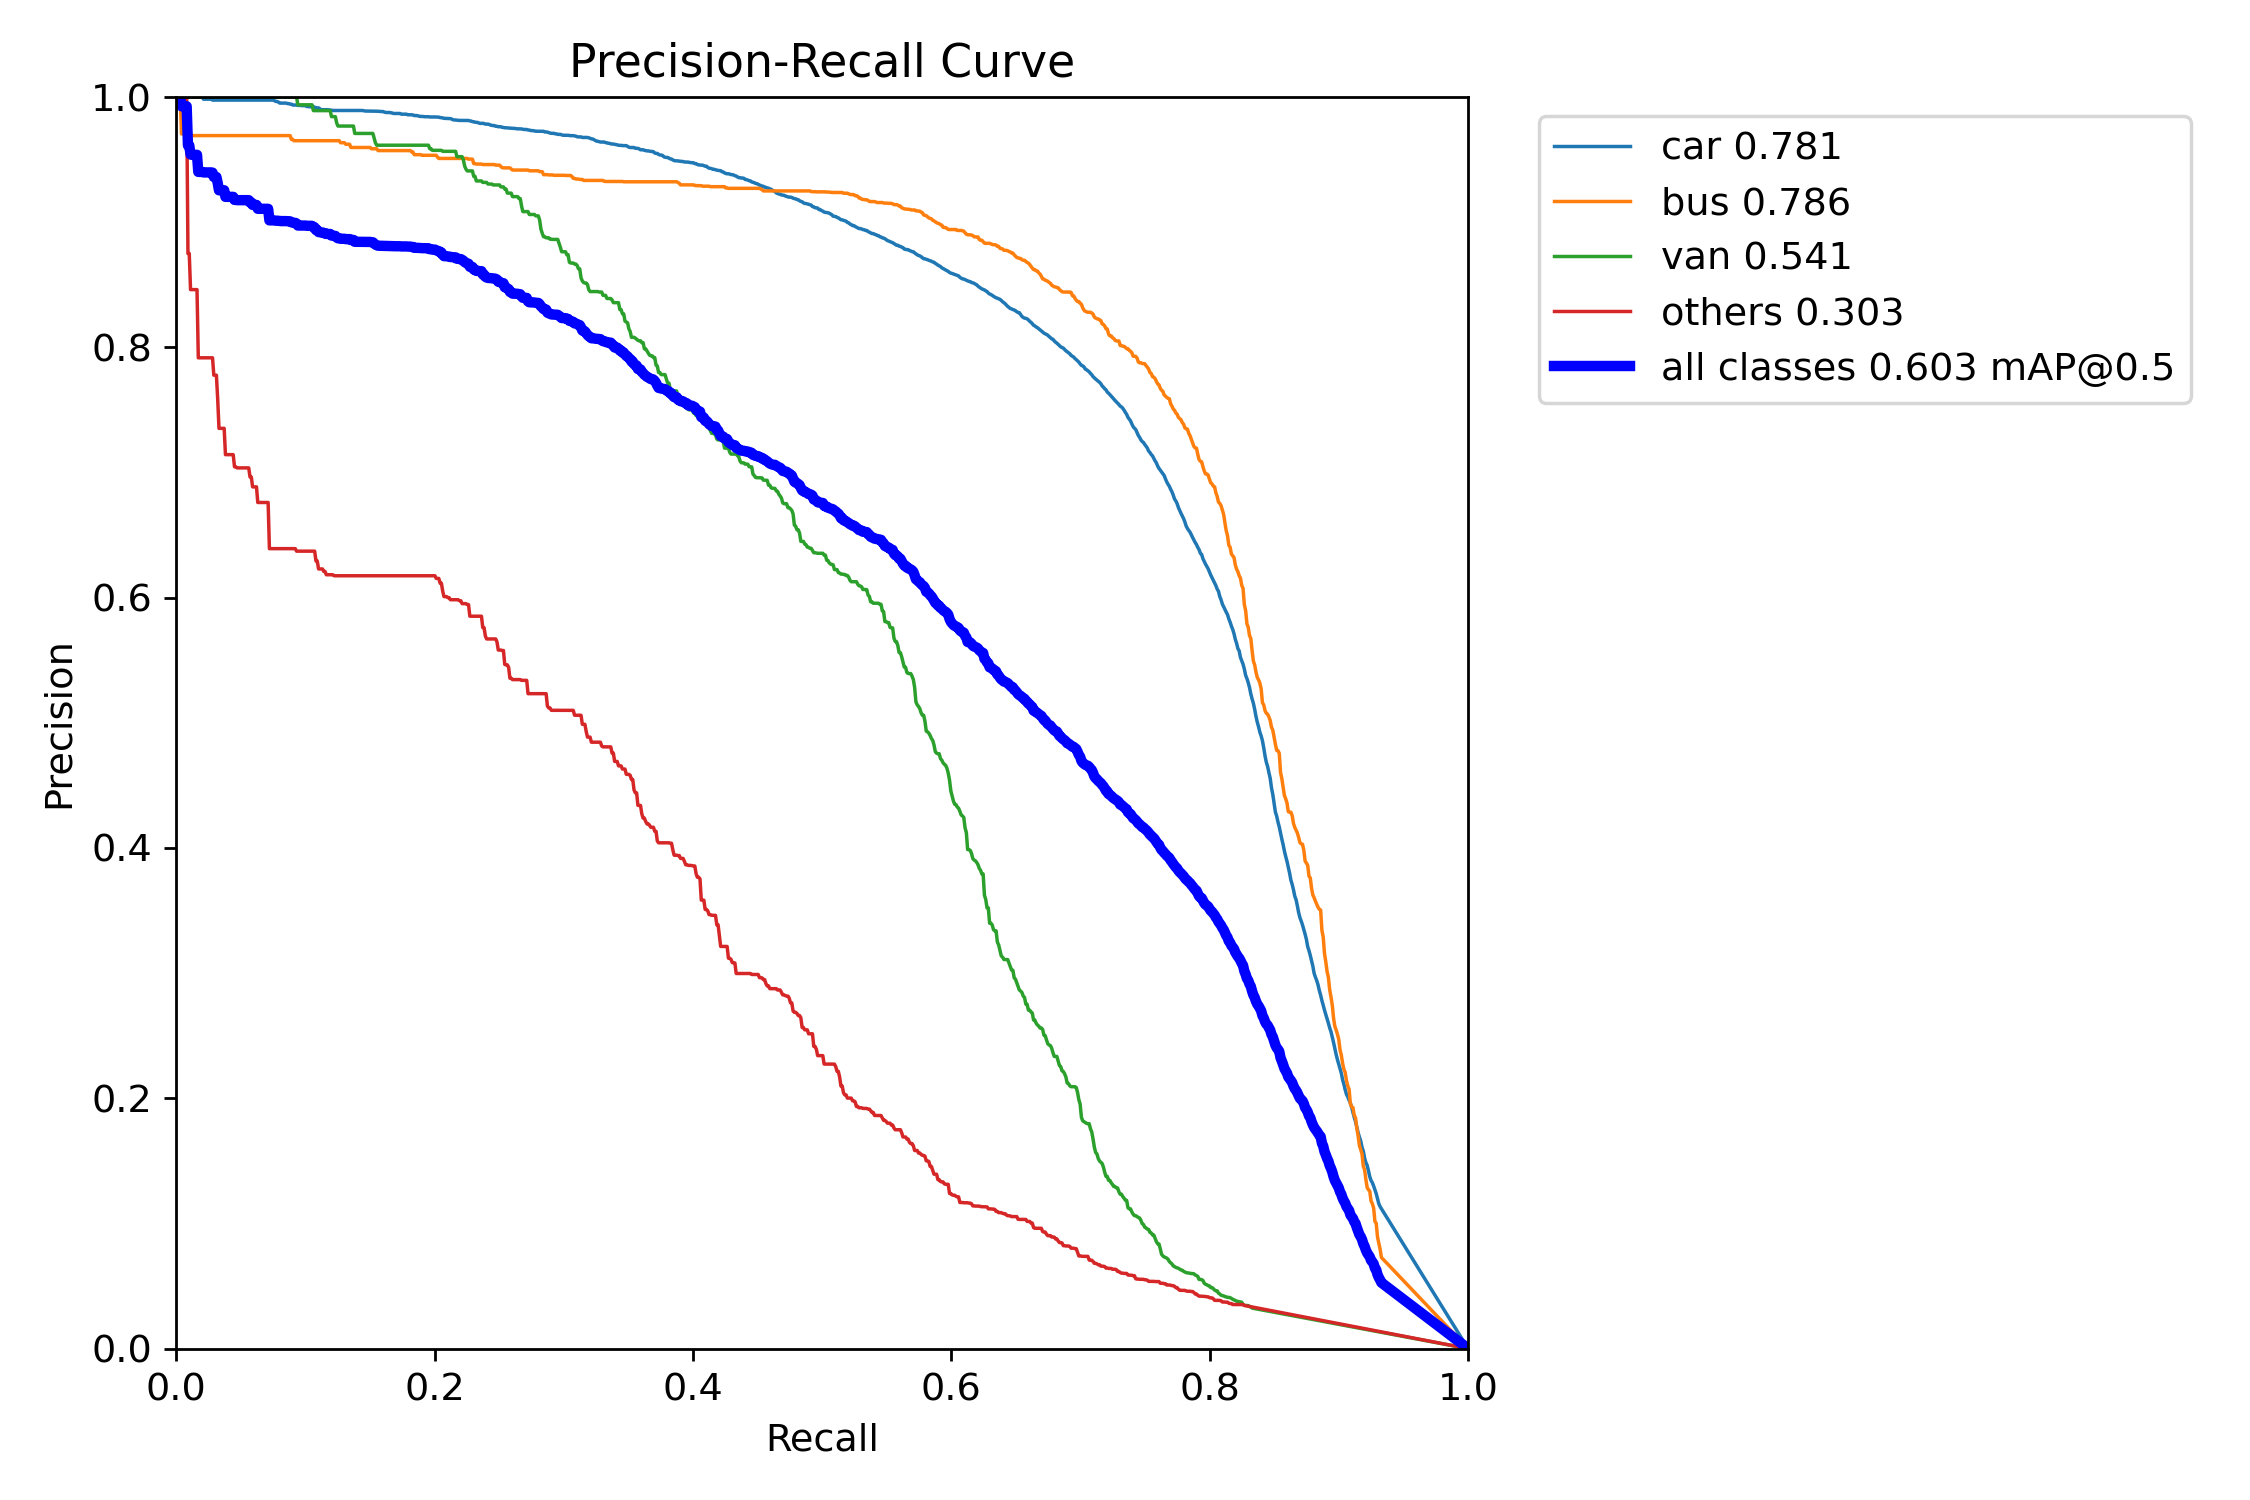 Precision-Recall Curve
1.0
0.8
0.6
0.4
0.2
0.0
Precision
0.0 0.2 0.4 0.6 0.8 1.0
Recall
car 0.781
bus 0.786
van 0.541
others 0.303
all classes 0.603 mAP@0.5